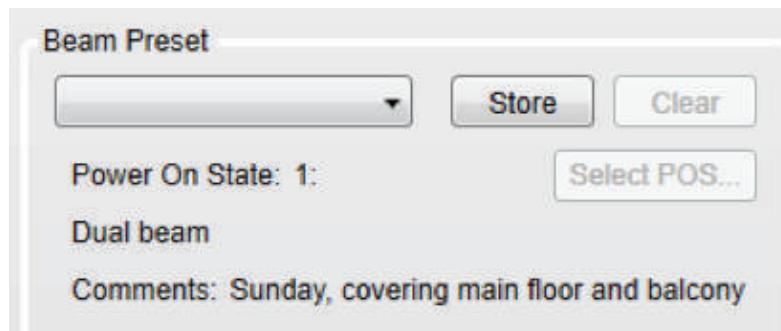 Beam Preset
Store Clear
Power On State: 1: Select POS...
Dual beam
Comments: Sunday, covering main floor and balcony